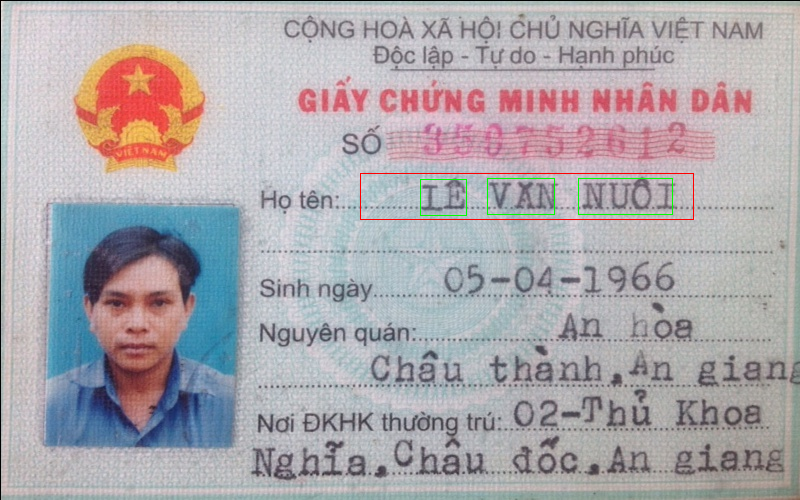 CỘNG HOÀ XÃ HỘI CHỦ NGHĨA VIỆT NAM
Độc lập - Tự do - Hạnh phúc
GIẤY CHỨNG MINH NHÂN DÂN
VIỆT NAM
SỐ 350752612
Họ tên: LÊ VĂN NUÔI
Sinh ngày 05-04-1966
Nguyên quán: An hòa
Châu thành, An giang
Nơi ĐKHK thường trú: 02-Thủ Khoa
Nghĩa, Châu đốc, An giang